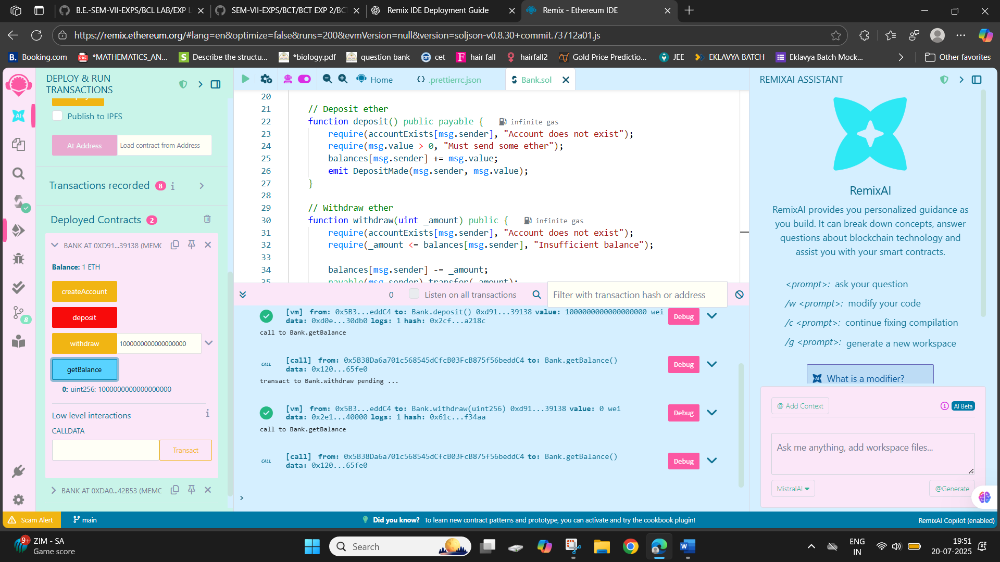 B.E.-SEM-VII-EXPS/BCL LAB/EXP
SEM-VII-EXPS/BCT/BCT EXP 2/BC
Remix IDE Deployment Guide
Remix - Ethereum IDE
https://remix.ethereum.org/#lang=en&optimize=false&runs=200&evmVersion=null&version=soljson-v0.8.30+commit.73712a01.js
Booking.com
*MATHEMATICS_AN...
Describe the structu...
*biology.pdf
question bank
cet
hair fall
hairfall2
Gold Price Predictio...
JEE
EKLAVYA BATCH
Eklavya Batch Mock...
Other favorites
DEPLOY & RUN
TRANSACTIONS
Publish to IPFS
At Address
Load contract from Address
Transactions recorded 8 i
Deployed Contracts 2
BANK AT 0XD91...39138 (MEMO
Balance: 1 ETH
createAccount
deposit
withdraw
1000000000000000000
getBalance
0: uint256: 1000000000000000000
Low level interactions
CALLDATA
Transact
BANK AT 0XDA0...42B53 (MEMO
8
Home
{} .prettierrc.json
Bank.sol
20
21 // Deposit ether
22 function deposit() public payable { infinite gas
23 require(accountExists[msg.sender], "Account does not exist");
24 require(msg.value > 0, "Must send some ether");
25 balances[msg.sender] += msg.value;
26 emit DepositMade(msg.sender, msg.value);
27 }
28
29 // Withdraw ether
30 function withdraw(uint _amount) public { infinite gas
31 require(accountExists[msg.sender], "Account does not exist");
32 require(_amount <= balances[msg.sender], "Insufficient balance");
33
34 balances[msg.sender] -= _amount;
35 payable(msg.sender).transfer(_amount);
0
Listen on all transactions
Filter with transaction hash or address
[vm] from: 0x5B3...eddC4 to: Bank.deposit() 0xd91...39138 value: 1000000000000000000 wei
data: 0xd0e...30db0 logs: 1 hash: 0x2cf...a218c
Debug
call to Bank.getBalance
CALL
[call] from: 0x5B38Da6a701c568545dCfcB03FcB875f56beddC4 to: Bank.getBalance()
data: 0x120...65fe0
Debug
transact to Bank.withdraw pending ...
[vm] from: 0x5B3...eddC4 to: Bank.withdraw(uint256) 0xd91...39138 value: 0 wei
data: 0x2e1...40000 logs: 1 hash: 0x61c...f34aa
Debug
call to Bank.getBalance
CALL
[call] from: 0x5B38Da6a701c568545dCfcB03FcB875f56beddC4 to: Bank.getBalance()
data: 0x120...65fe0
Debug
>
REMIXAI ASSISTANT
RemixAI
RemixAI provides you personalized guidance as
you build. It can break down concepts, answer
questions about blockchain technology and
assist you with your smart contracts.
<prompt>: ask your question
/w <prompt>: modify your code
/c <prompt>: continue fixing compilation
/g <prompt>: generate a new workspace
What is a modifier?
@ Add Context
AI Beta
Ask me anything, add workspace files...
MistralAI
@Generate
Scam Alert
main
Did you know? To learn new contract patterns and prototype, you can activate and try the cookbook plugin!
RemixAI Copilot (enabled)
9+
ZIM - SA
Game score
Search
ENG
IN
19:51
20-07-2025